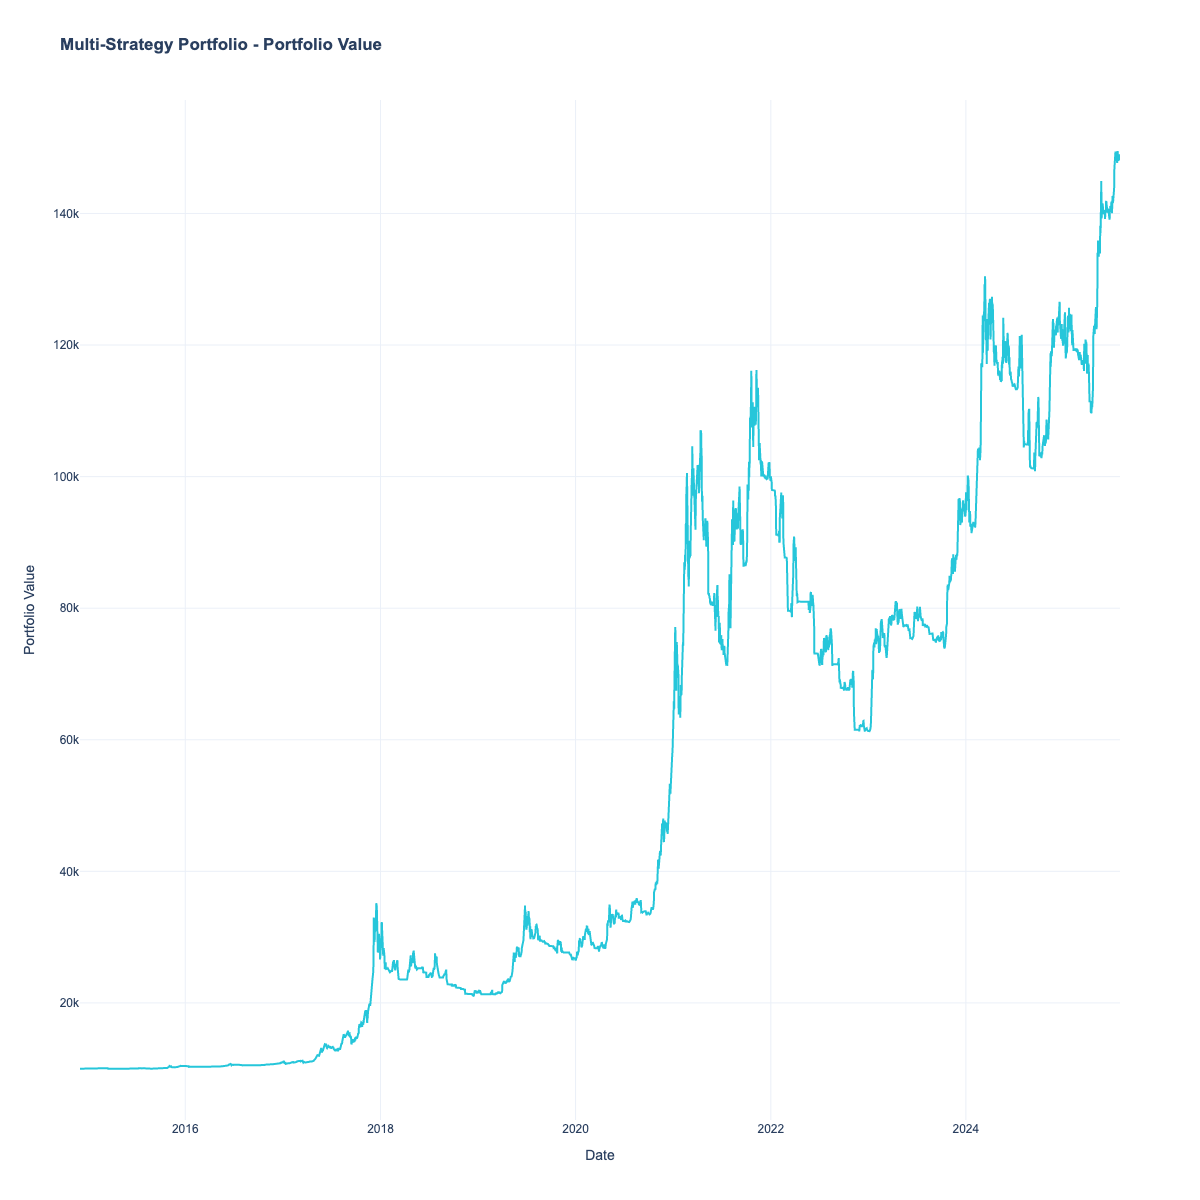 Multi-Strategy Portfolio - Portfolio Value
140k
120k
100k
80k
60k
40k
20k
Portfolio Value
2016
2018
2020
2022
2024
Date